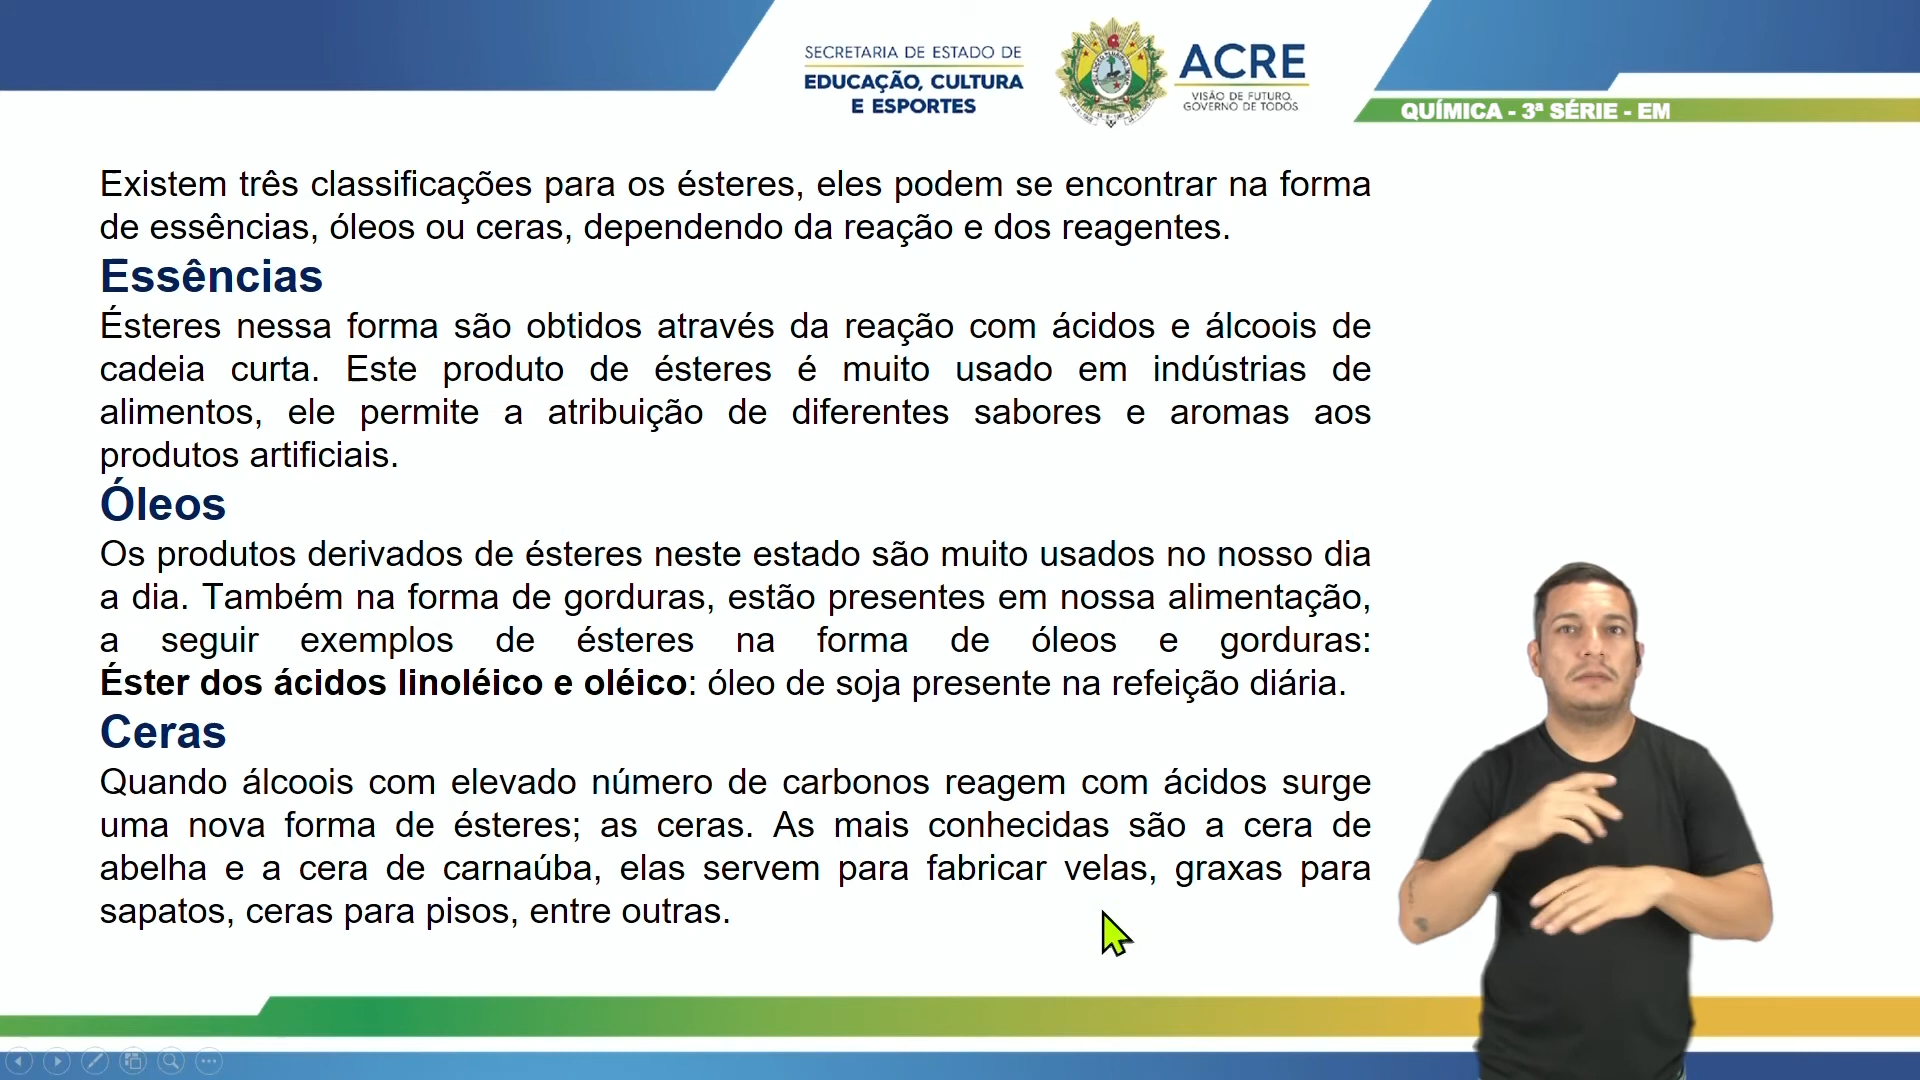 SECRETARIA DE ESTADO DE
EDUCAÇÃO, CULTURA
E ESPORTES
ACRE
VISÃO DE FUTURO.
GOVERNO DE TODOS.
QUÍMICA - 3ª SÉRIE - EM
Existem três classificações para os ésteres, eles podem se encontrar na forma
de essências, óleos ou ceras, dependendo da reação e dos reagentes.
Essências
Ésteres nessa forma são obtidos através da reação com ácidos e álcoois de
cadeia curta. Este produto de ésteres é muito usado em indústrias de
alimentos, ele permite a atribuição de diferentes sabores e aromas aos
produtos artificiais.
Óleos
Os produtos derivados de ésteres neste estado são muito usados no nosso dia
a dia. Também na forma de gorduras, estão presentes em nossa alimentação,
a seguir exemplos de ésteres na forma de óleos e gorduras:
Éster dos ácidos linoléico e oléico: óleo de soja presente na refeição diária.
Ceras
Quando álcoois com elevado número de carbonos reagem com ácidos surge
uma nova forma de ésteres; as ceras. As mais conhecidas são a cera de
abelha e a cera de carnaúba, elas servem para fabricar velas, graxas para
sapatos, ceras para pisos, entre outras.